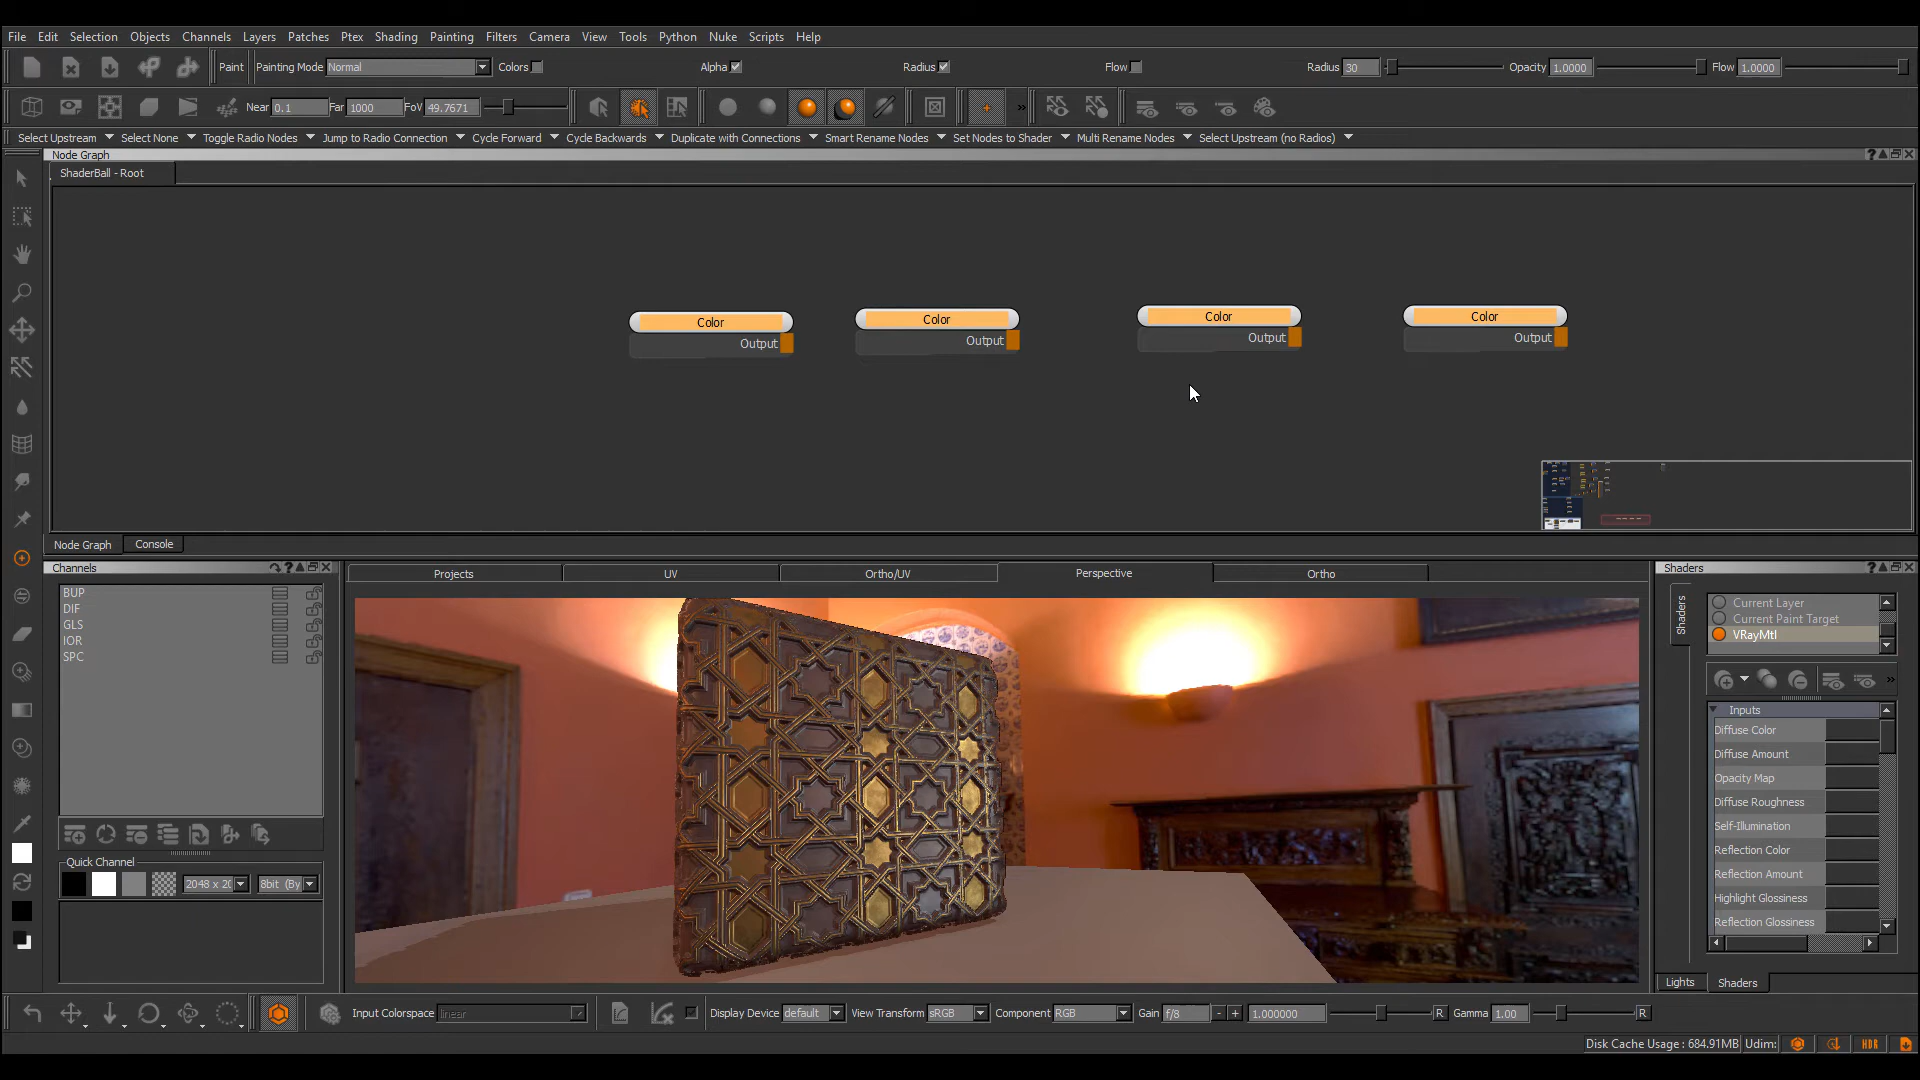 File Edit Selection Objects Channels Layers Patches Ptex Shading Painting Filters Camera View Tools Python Nuke Scripts Help
Paint Painting Mode Normal Colors Alpha Radius Flow Radius 30 Opacity 1.0000 Flow 1.0000
Near 0.1 Far 1000 FoV 49.7671 »
Select Upstream Select None Toggle Radio Nodes Jump to Radio Connection Cycle Forward Cycle Backwards Duplicate with Connections Smart Rename Nodes Set Nodes to Shader Multi Rename Nodes Select Upstream (no Radios)
Node Graph
ShaderBall - Root
Color Color Color Color
Output Output Output Output
Node Graph Console
Channels
BUP
DIF
GLS
IOR
SPC
Quick Channel
2048 x 20 8bit (By
Projects UV Ortho/UV Perspective Ortho
Shaders
Shaders
Current Layer
Current Paint Target
VRayMtl
»
Inputs
Diffuse Color
Diffuse Amount
Opacity Map
Diffuse Roughness
Self-Illumination
Reflection Color
Reflection Amount
Highlight Glossiness
Reflection Glossiness
Lights Shaders
Input Colorspace linear Display Device default View Transform sRGB Component RGB Gain f/8 - + 1.000000 R Gamma 1.00 R
Disk Cache Usage : 684.91MB Udim: HDR